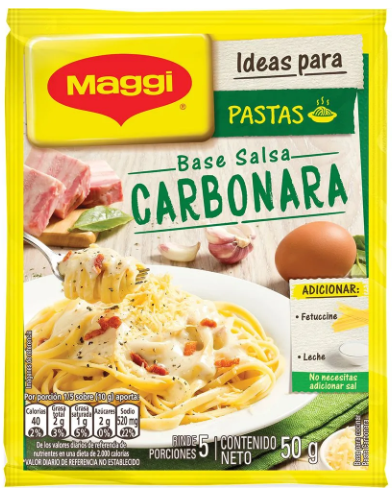 Maggi
®
Ideas para
PASTAS
Base Salsa
CARBONARA
ADICIONAR:
• Fetuccine
• Leche
No necesitas
adicionar sal
Por porción 1/5 sobre (10 g) aporta:
Calorías 40 2%
Grasa total 2 g 3%
Grasa saturada 1 g 5%
Azúcares 2 g 0%
Sodio 520 mg 22%
De los valores diarios de referencia de
nutrientes en una dieta de 2.000 calorías
*VALOR DIARIO DE REFERENCIA NO ESTABLECIDO
RINDE 5 PORCIONES
CONTENIDO NETO 50 g